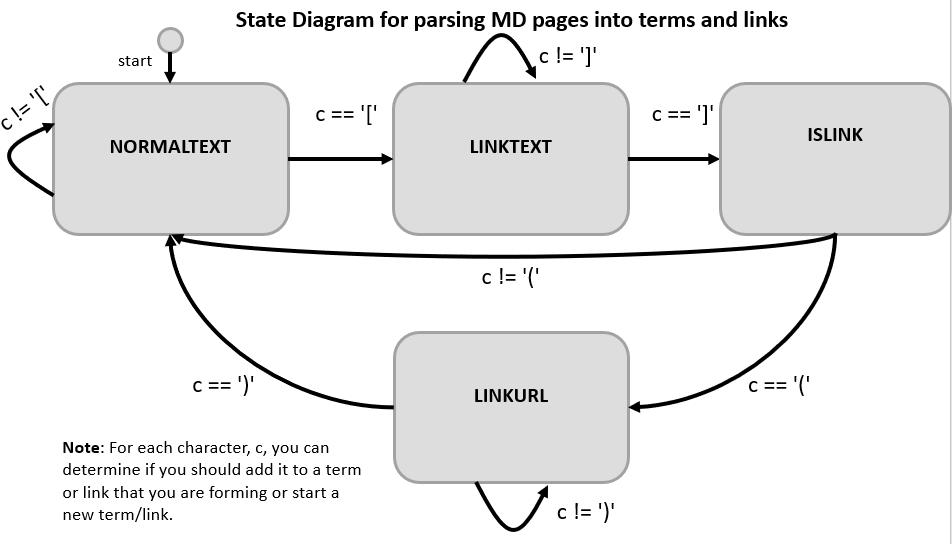 State Diagram for parsing MD pages into terms and links
start
c != ']'
c != '['
c == '['
c == ']'
NORMALTEXT
LINKTEXT
ISLINK
c != '('
c == ')'
LINKURL
c == '('
Note: For each character, c, you can
determine if you should add it to a term
or link that you are forming or start a
new term/link.
c != ')'